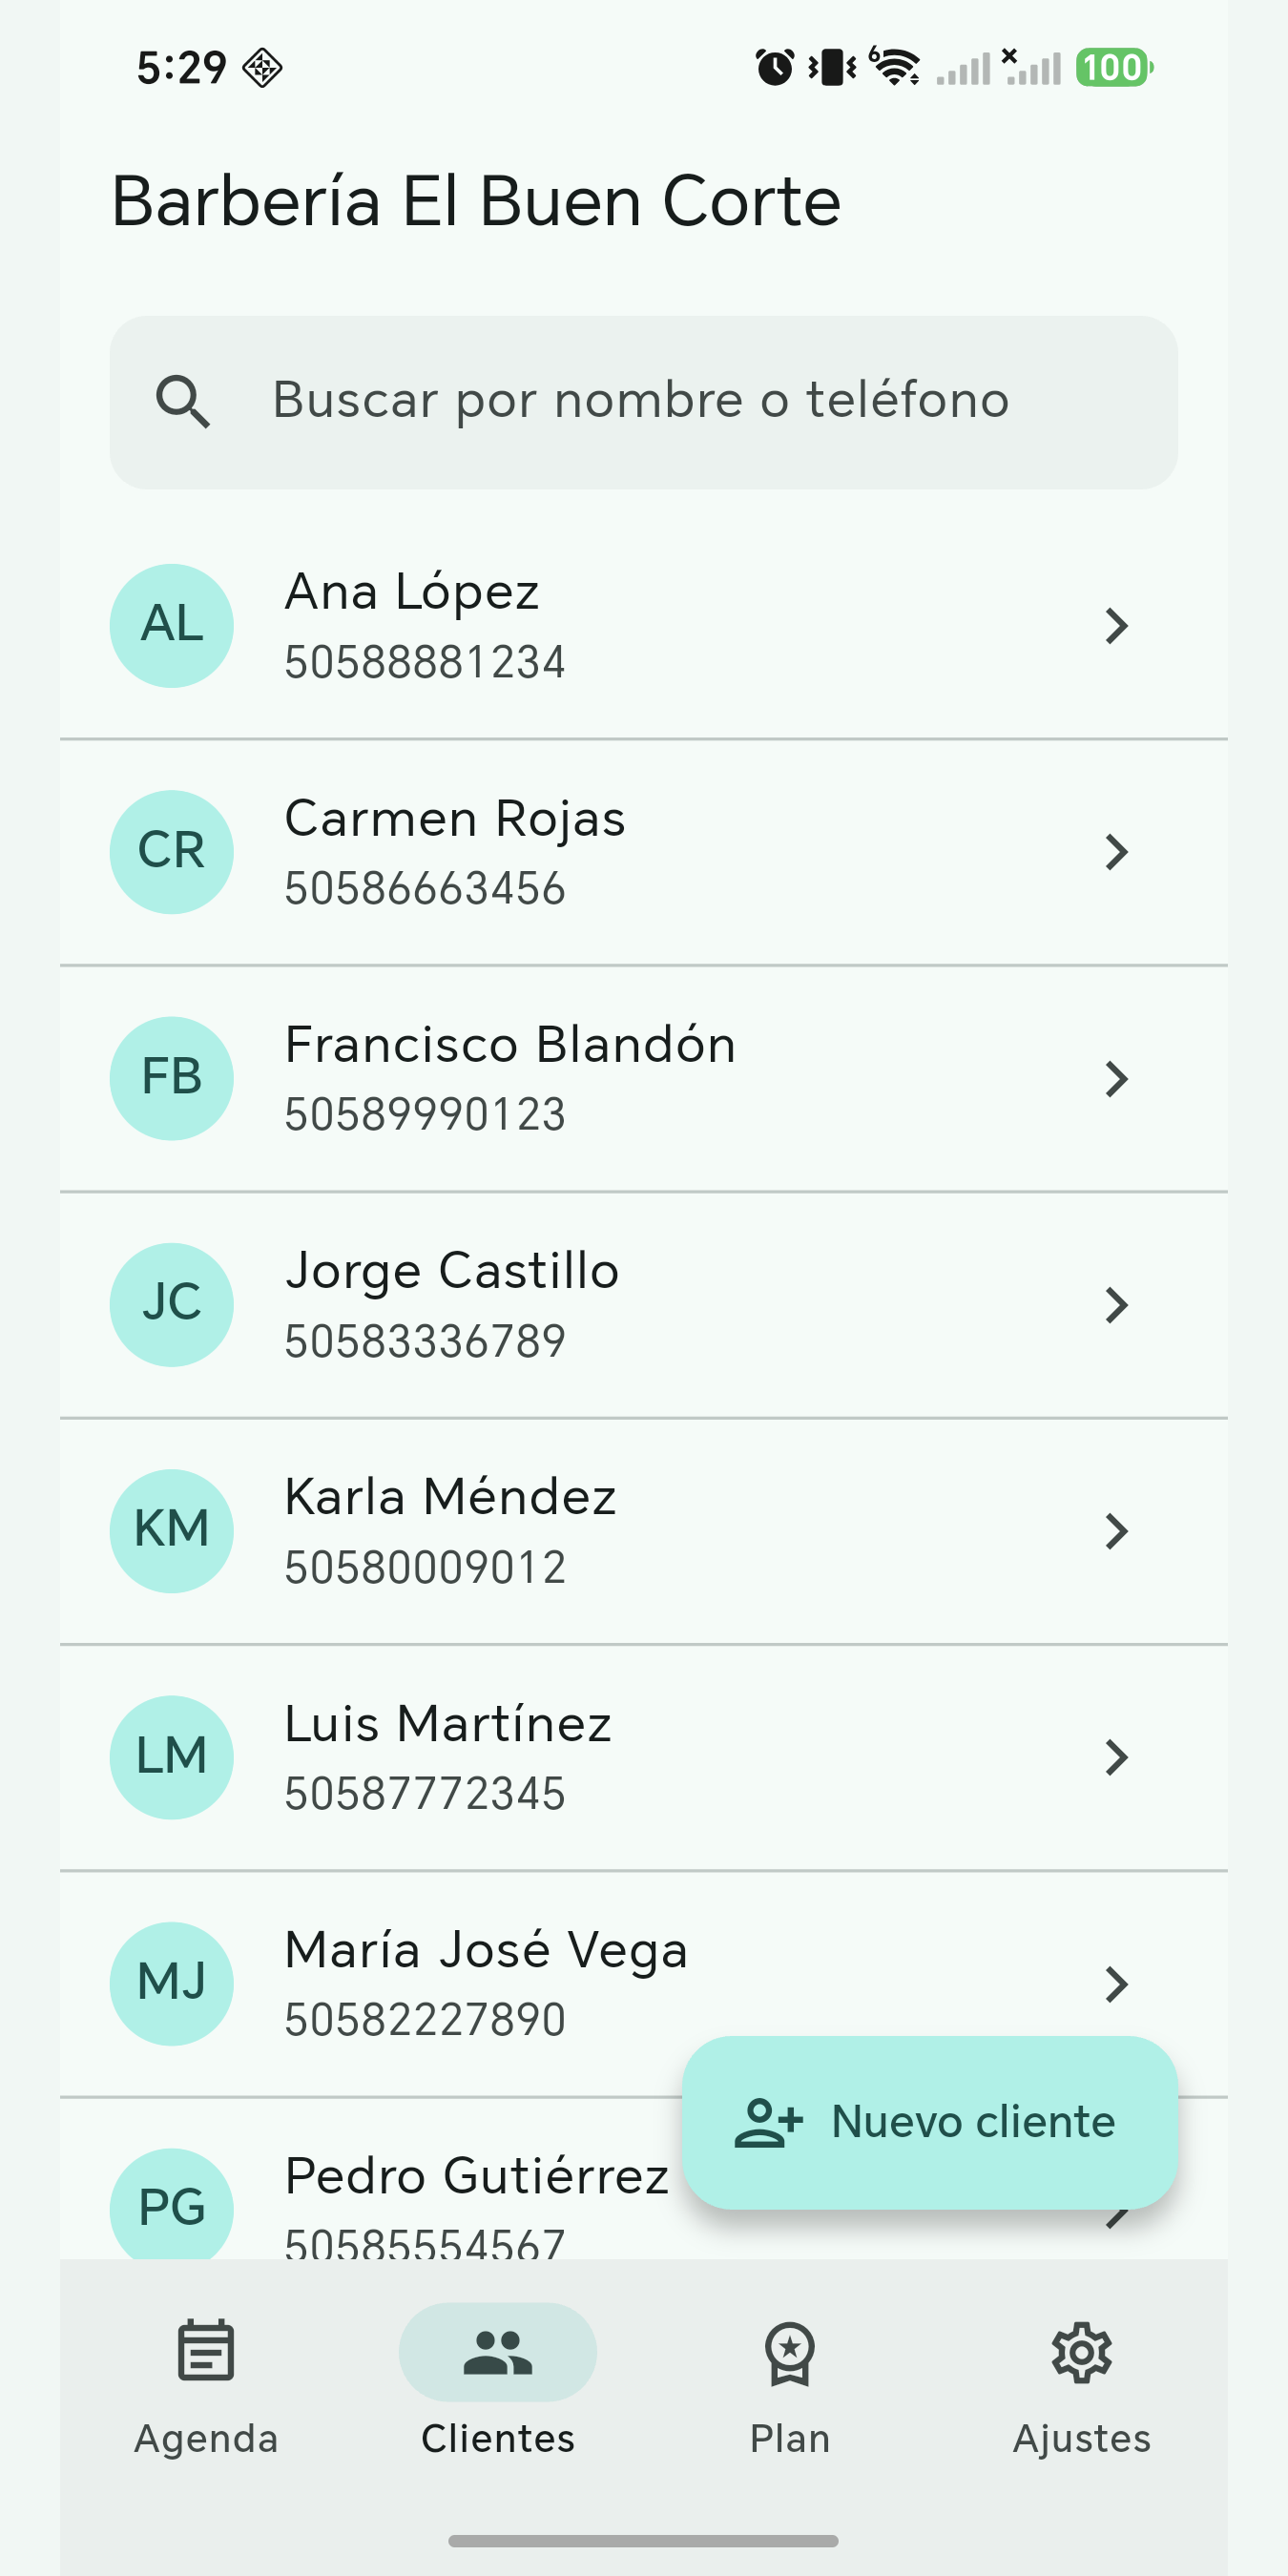 5:29
6
100
Barbería El Buen Corte
Buscar por nombre o teléfono
AL
Ana López
50588881234
CR
Carmen Rojas
50586663456
FB
Francisco Blandón
50589990123
JC
Jorge Castillo
50583336789
KM
Karla Méndez
50580009012
LM
Luis Martínez
50587772345
MJ
María José Vega
50582227890
PG
Pedro Gutiérrez
50585554567
Nuevo cliente
Agenda
Clientes
Plan
Ajustes